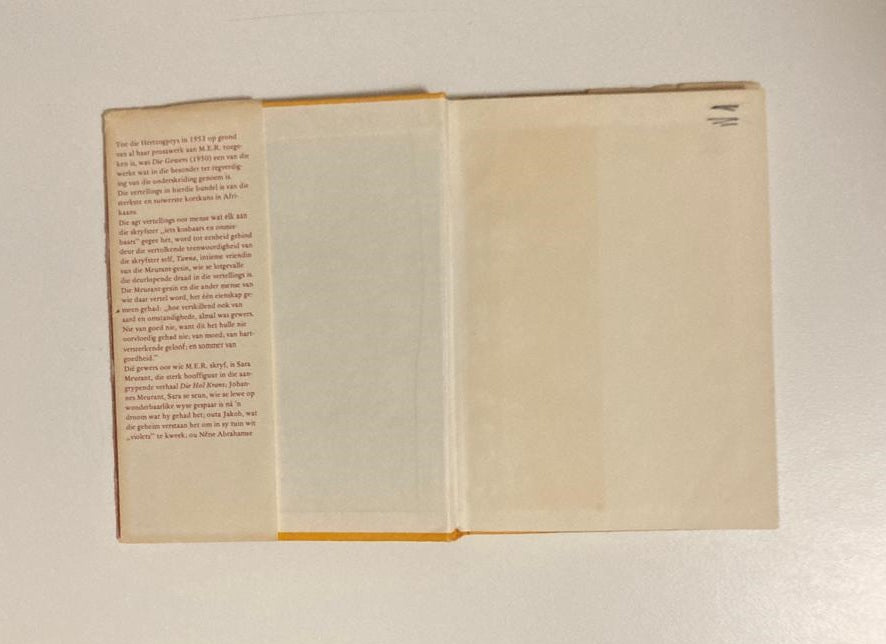 Toe die Hertzogprys in 1953 op grond
van al haar prosawerk aan M.E.R. toege-
ken is, was Die Gewers (1950) een van die
werke wat in die besonder ter regverdig-
ing van die onderskeiding genoem is.
Die vertellings in hierdie bundel is van die
sterkste en suiwerste kortkuns in Afri-
kaans.
Die agt vertellings oor mense wat elk aan
die skryfster „iets kosbaars en onmis-
baars” gegee het, word tot eenheid gebind
deur die vertolkende teenwoordigheid van
die skryfster self, Tawsa, intieme vriendin
van die Meurant-gesin, wie se lotgevalle
die deurlopende draad in die vertellings is.
Die Meurant-gesin en die ander mense van
wie daar vertel word, het één eienskap ge-
meen gehad: „hoe verskillend ook van
aard en omstandighede, almal was gewers.
Nie van goed nie, want dit het hulle nie
oorvloedig gehad nie; van moed; van hart-
versterkende geloof; en sommer van
goedheid.”
Dié gewers oor wie M.E.R. skryf, is Sara
Meurant, die sterk hooffiguur in die aan-
grypende verhaal Die Hol Krans; Johan-
nes Meurant, Sara se seun, wie se lewe op
wonderbaarlike wyse gespaar is ná 'n
droom wat hy gehad het; outa Jakob, wat
die geheim verstaan het om in sy tuin wit
„violets” te kweek; ou Nêne Abrahamse